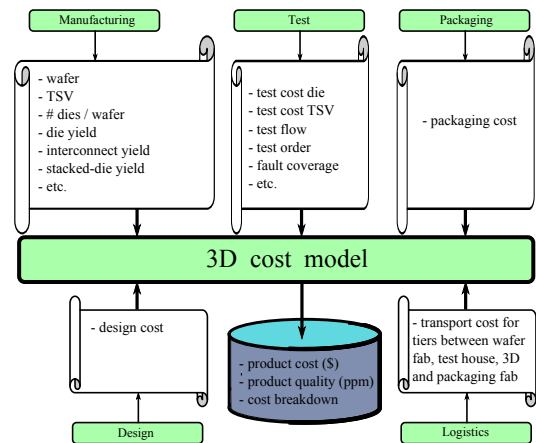 Manufacturing
- wafer
- TSV
- # dies / wafer
- die yield
- interconnect yield
- stacked-die yield
- etc.
Test
- test cost die
- test cost TSV
- test flow
- test order
- fault coverage
- etc.
Packaging
- packaging cost
3D cost model
- design cost
Design
- product cost ($)
- product quality (ppm)
- cost breakdown
- transport cost for
tiers between wafer
fab, test house, 3D
and packaging fab
Logistics